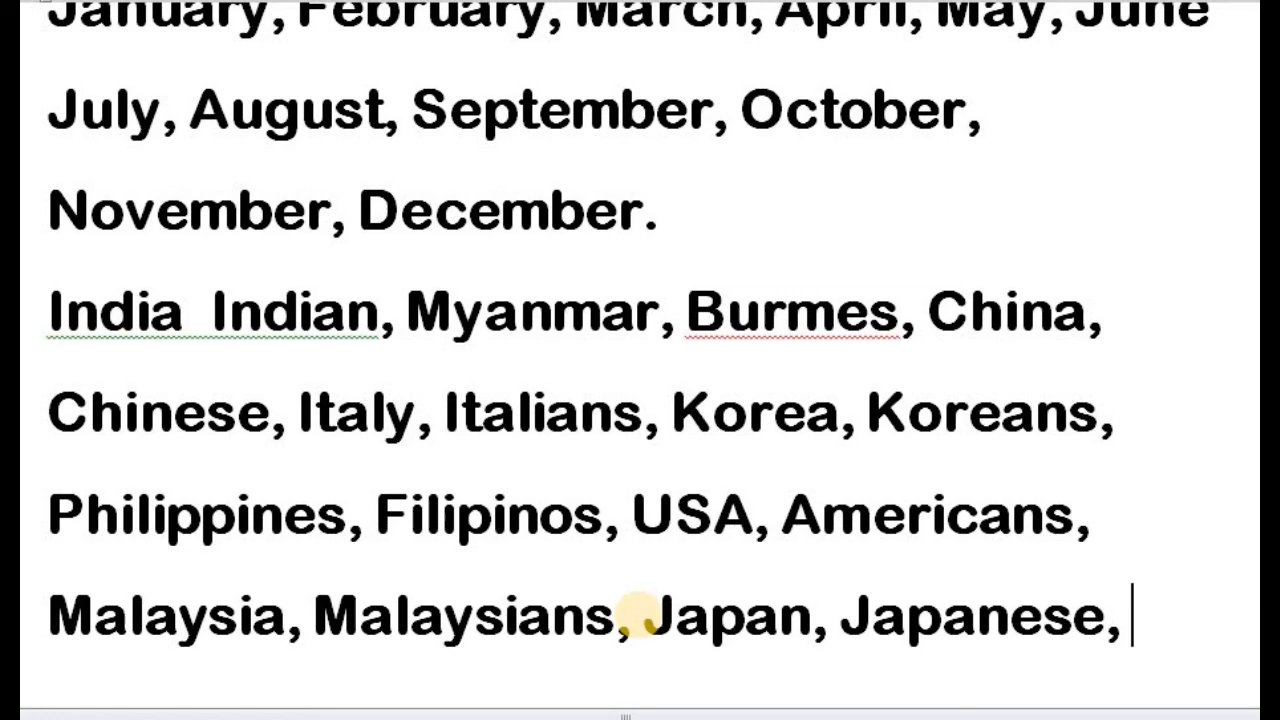 January, February, March, April, May, June
July, August, September, October,
November, December.
India  Indian, Myanmar, Burmes, China,
Chinese, Italy, Italians, Korea, Koreans,
Philippines, Filipinos, USA, Americans,
Malaysia, Malaysians, Japan, Japanese,